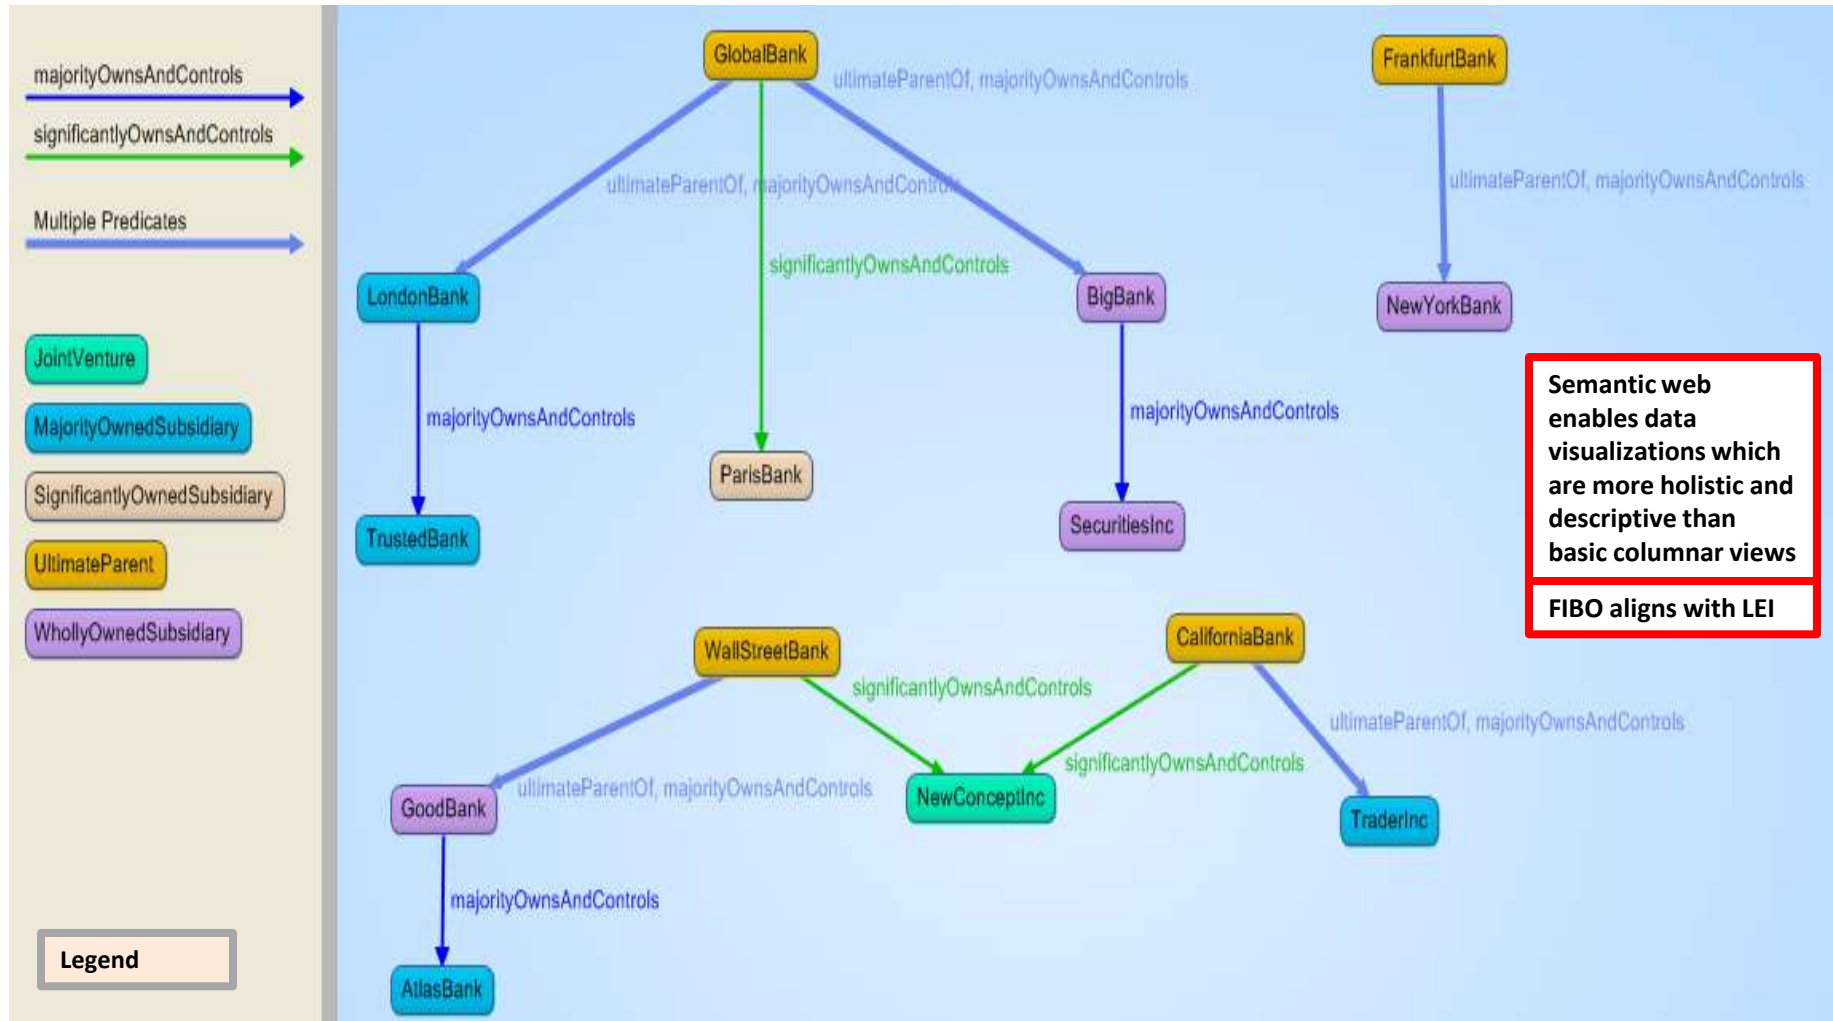 majorityOwnsAndControls
significantlyOwnsAndControls
Multiple Predicates
JointVenture
MajorityOwnedSubsidiary
SignificantlyOwnedSubsidiary
UltimateParent
WhollyOwnedSubsidiary
Legend
GlobalBank
ultimateParentOf, majorityOwnsAndControls
FrankfurtBank
ultimateParentOf, majorityOwnsAndControls
ultimateParentOf, majorityOwnsAndControls
significantlyOwnsAndControls
LondonBank
BigBank
NewYorkBank
majorityOwnsAndControls
majorityOwnsAndControls
ParisBank
TrustedBank
SecuritiesInc
Semantic web
enables data
visualizations which
are more holistic and
descriptive than
basic columnar views
FIBO aligns with LEI
WallStreetBank
CaliforniaBank
significantlyOwnsAndControls
ultimateParentOf, majorityOwnsAndControls
significantlyOwnsAndControls
ultimateParentOf, majorityOwnsAndControls
GoodBank
NewConceptInc
TraderInc
majorityOwnsAndControls
AtlasBank